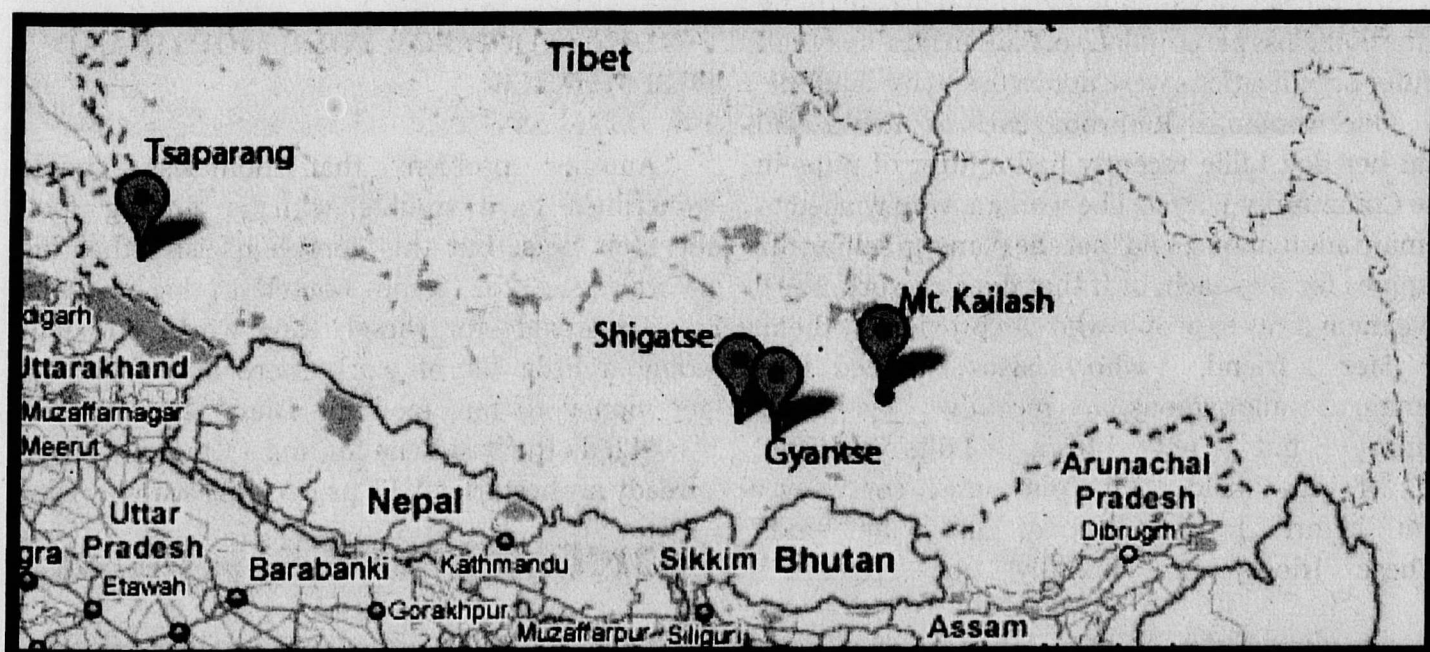 Tibet
Tsaparang
Mt. Kailash
Shigatse
digarh
Uttarakhand
Muzaffarnagar
Meerut
Gyantse
Arunachal
Pradesh
Nepal
Uttar
Pradesh
Dibrugrh
gra
Barabanki
Kathmandu
Sikkim
Bhutan
Etawah
Gorakhpur
Muzaffarpur
Siliguri
Assam